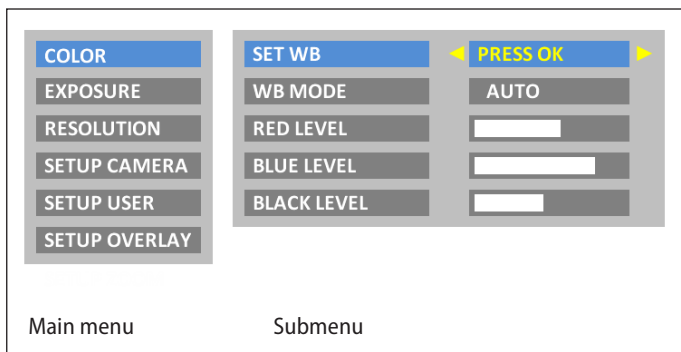 COLOR
EXPOSURE
RESOLUTION
SETUP CAMERA
SETUP USER
SETUP OVERLAY
SET WB PRESS OK
WB MODE AUTO
RED LEVEL
BLUE LEVEL
BLACK LEVEL
Main menu Submenu